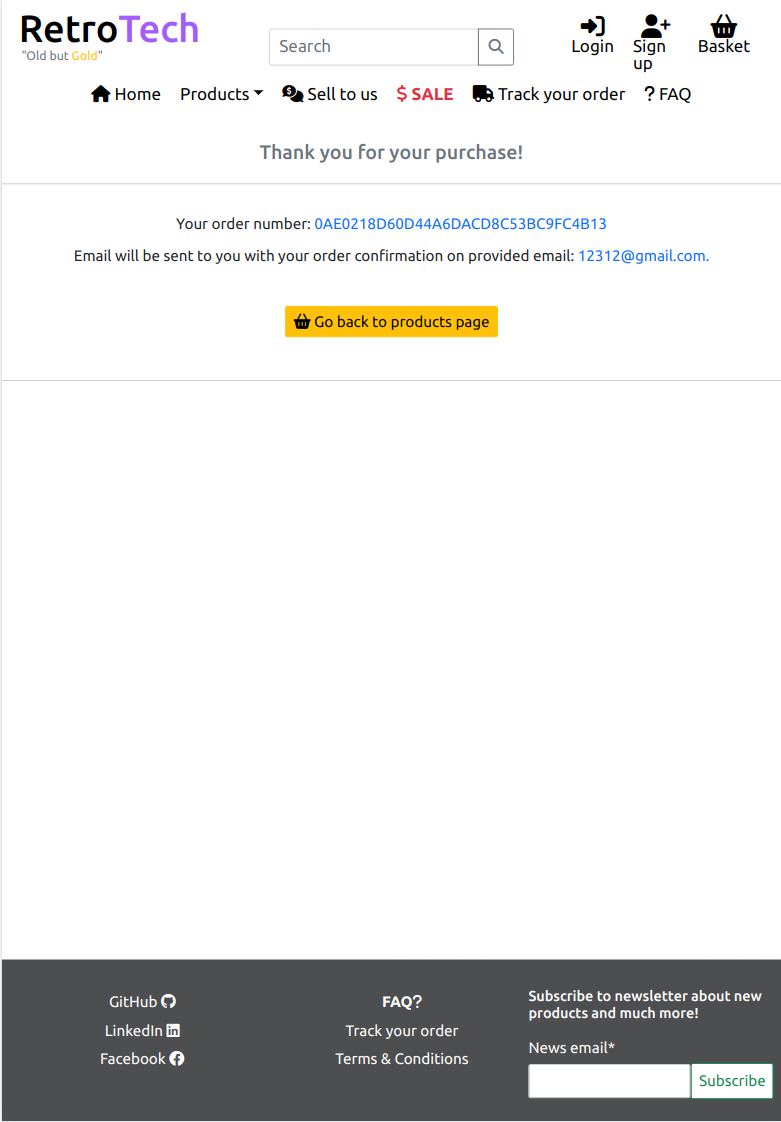 RetroTech
"Old but Gold"
Search
Login
Sign
up
Basket
Home Products Sell to us $ SALE Track your order ? FAQ
Thank you for your purchase!
Your order number: 0AE0218D60D44A6DACD8C53BC9FC4B13
Email will be sent to you with your order confirmation on provided email: 12312@gmail.com.
Go back to products page
GitHub
LinkedIn
Facebook
FAQ?
Track your order
Terms & Conditions
Subscribe to newsletter about new
products and much more!
News email*
Subscribe